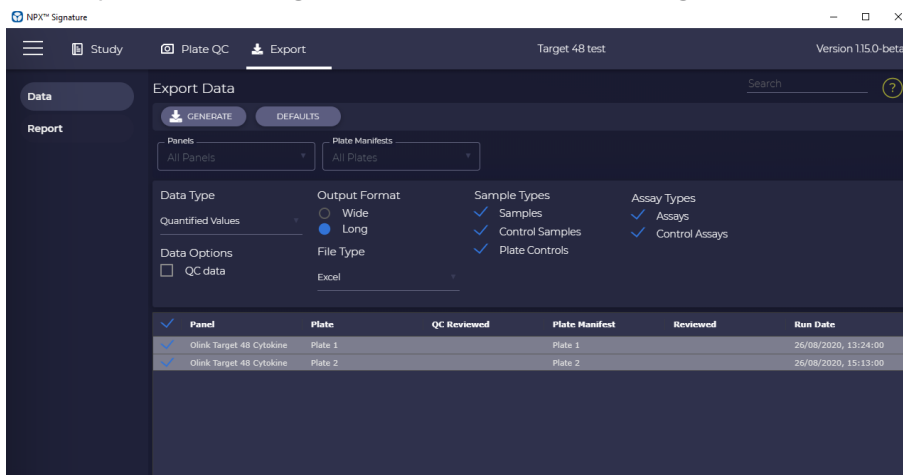 NPX™ Signature
Study Plate QC Export Target 48 test Version 1.15.0-beta
Data
Report
Export Data Search ?
GENERATE DEFAULTS
Panels Plate Manifests
All Panels All Plates
Data Type Output Format Sample Types Assay Types
Wide Samples Assays
Quantified Values Long Control Samples Control Assays
Data Options File Type Plate Controls
QC data Excel
Panel Plate QC Reviewed Plate Manifest Reviewed Run Date
Olink Target 48 Cytokine Plate 1 Plate 1 26/08/2020, 13:24:00
Olink Target 48 Cytokine Plate 2 Plate 2 26/08/2020, 15:13:00